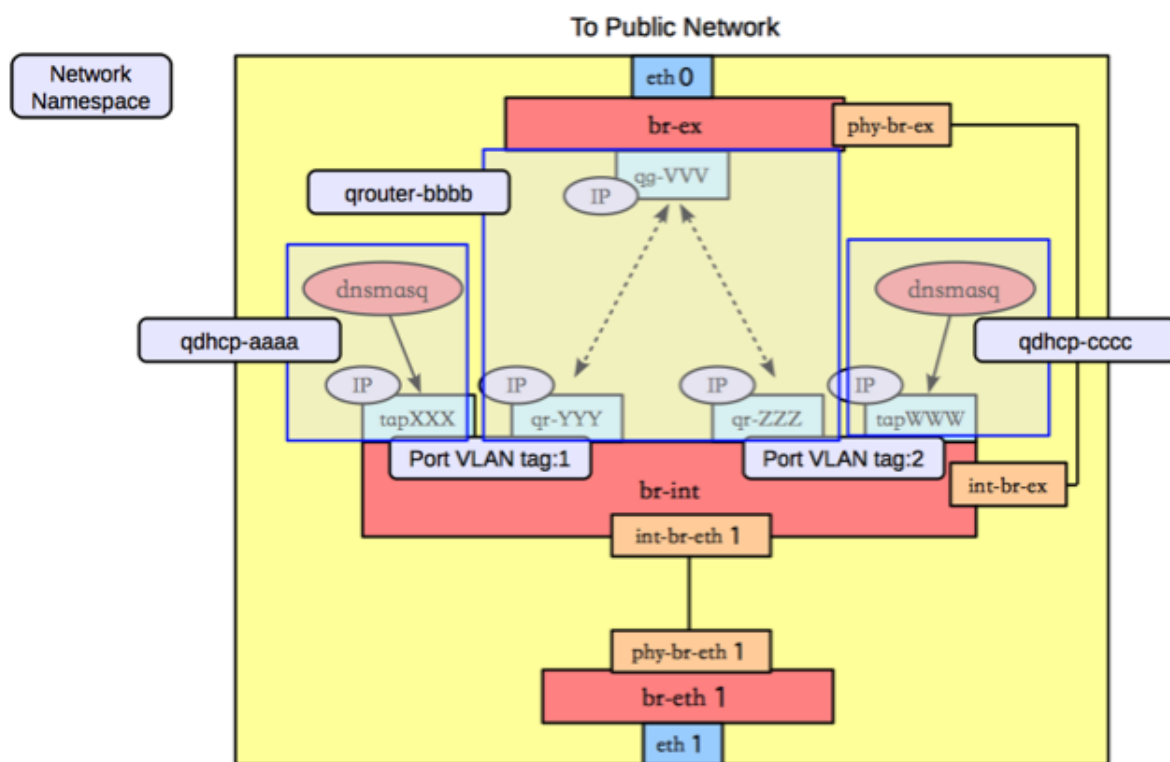 To Public Network
Network
Namespace
eth 0
br-ex
phy-br-ex
qrouter-bbbb
qg-VVV
IP
dnsmasq
dnsmasq
qdhcp-aaaa
qdhcp-cccc
IP
IP
IP
IP
tapXXX
qr-YYY
qr-ZZZ
tapWWW
Port VLAN tag:1
Port VLAN tag:2
br-int
int-br-ex
int-br-eth 1
phy-br-eth 1
br-eth 1
eth 1